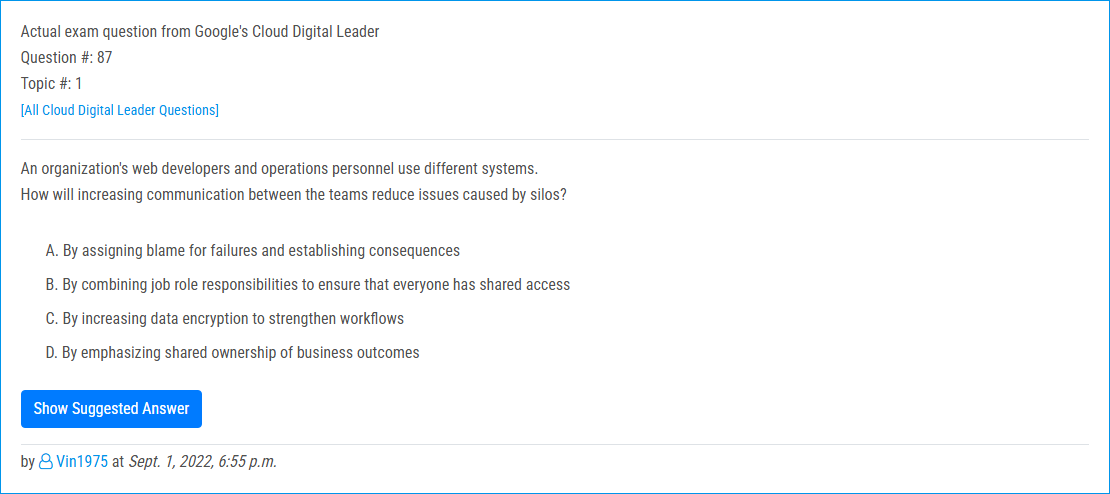 Actual exam question from Google's Cloud Digital Leader
Question #: 87
Topic #: 1
[All Cloud Digital Leader Questions]
An organization's web developers and operations personnel use different systems.
How will increasing communication between the teams reduce issues caused by silos?
A. By assigning blame for failures and establishing consequences
B. By combining job role responsibilities to ensure that everyone has shared access
C. By increasing data encryption to strengthen workflows
D. By emphasizing shared ownership of business outcomes
Show Suggested Answer
by Vin1975 at Sept. 1, 2022, 6:55 p.m.